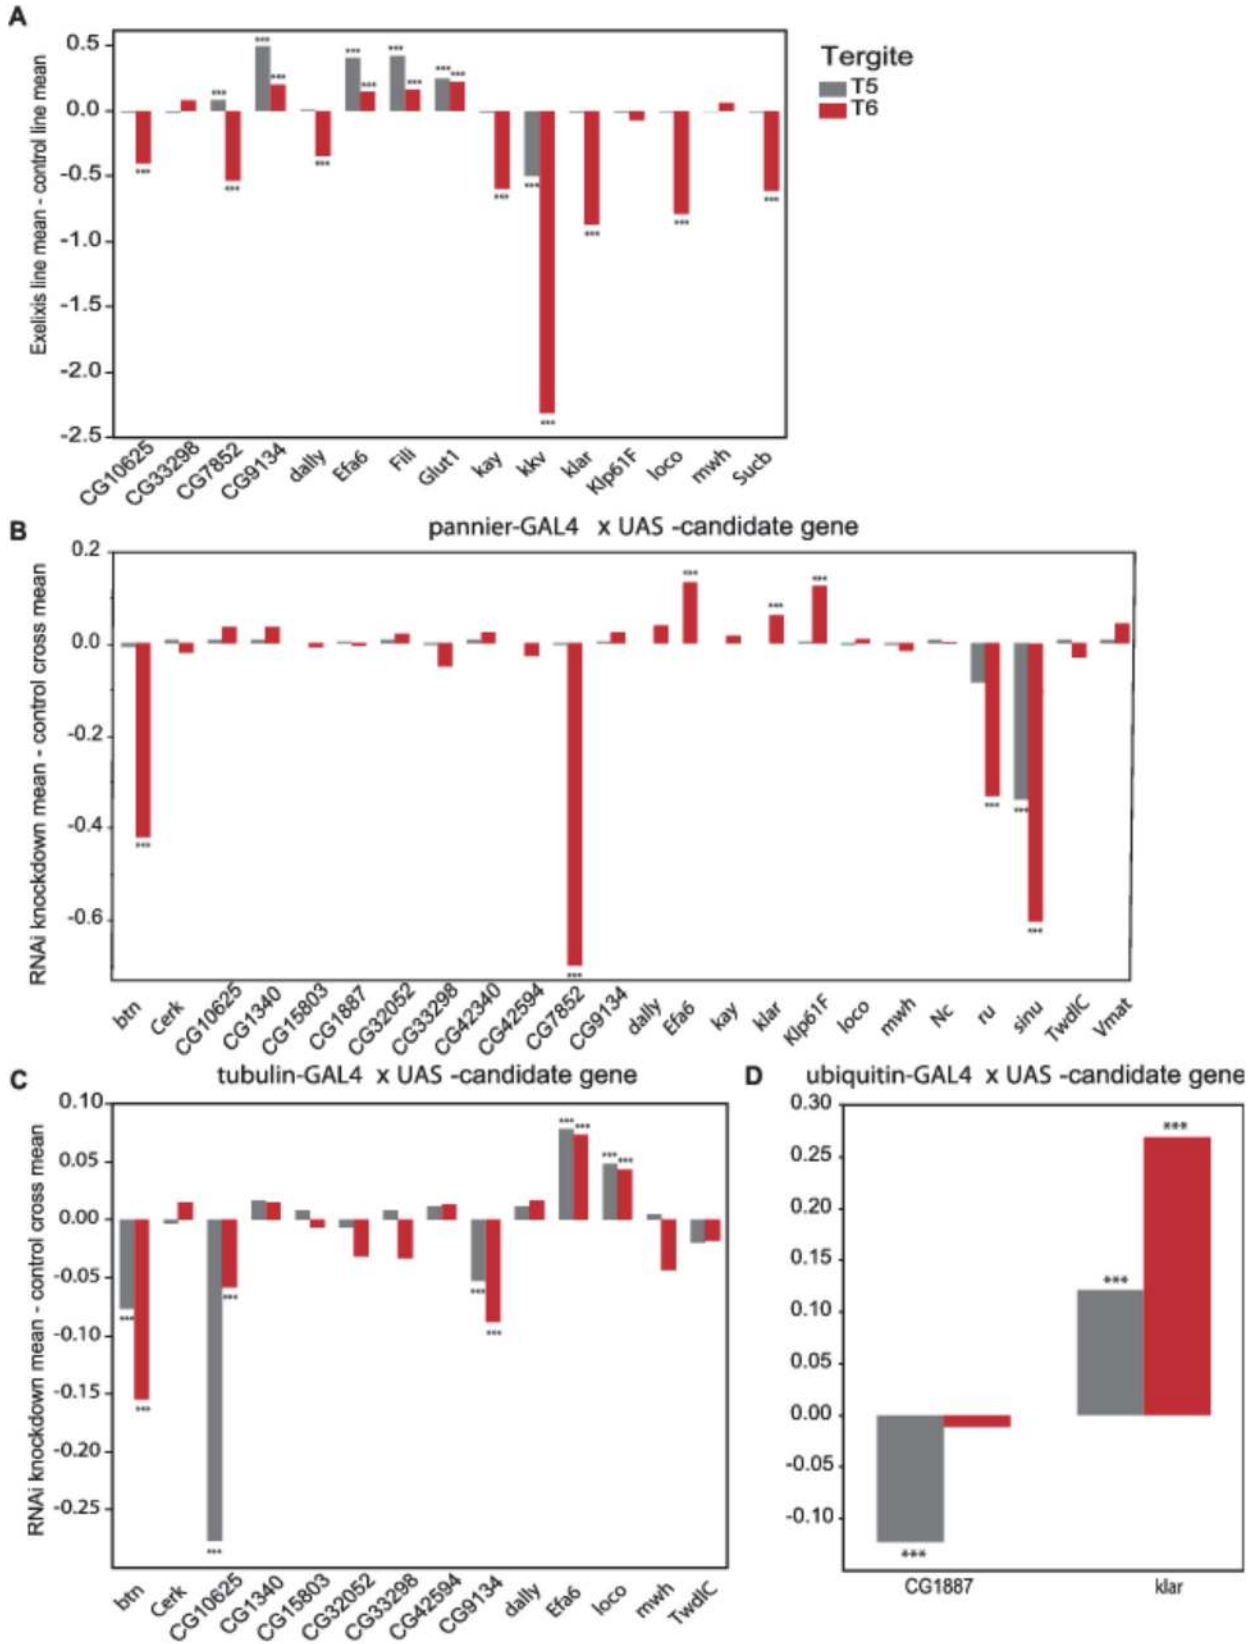 A
Exelixis line mean - control line mean
0.5
0.0
-0.5
-1.0
-1.5
-2.0
-2.5
*** *** *** *** *** *** *** *** *** *** *** *** *** *** *** *** *** *** ***
CG10625 CG33298 CG7852 CG9134 dally Efa6 Fili Glut1 kay kkv klar Klp61F loco mwh Sucb
Tergite
T5
T6
B
pannier-GAL4 x UAS -candidate gene
RNAi knockdown mean - control cross mean
0.2
0.0
-0.2
-0.4
-0.6
*** *** *** *** *** *** *** ***
btn Cerk CG10625 CG1340 CG15803 CG1887 CG32052 CG33298 CG42340 CG42594 CG7852 CG9134 dally Efa6 kay klar Klp61F loco mwh Nc ru sinu TwdlC Vmat
C
tubulin-GAL4 x UAS -candidate gene
RNAi knockdown mean - control cross mean
0.10
0.05
0.00
-0.05
-0.10
-0.15
-0.20
-0.25
*** *** *** *** *** *** *** *** *** ***
btn Cerk CG10625 CG1340 CG15803 CG32052 CG33298 CG42594 CG9134 dally Efa6 loco mwh TwdlC
D
ubiquitin-GAL4 x UAS -candidate gene
0.30
0.25
0.20
0.15
0.10
0.05
0.00
-0.05
-0.10
*** *** ***
CG1887 klar